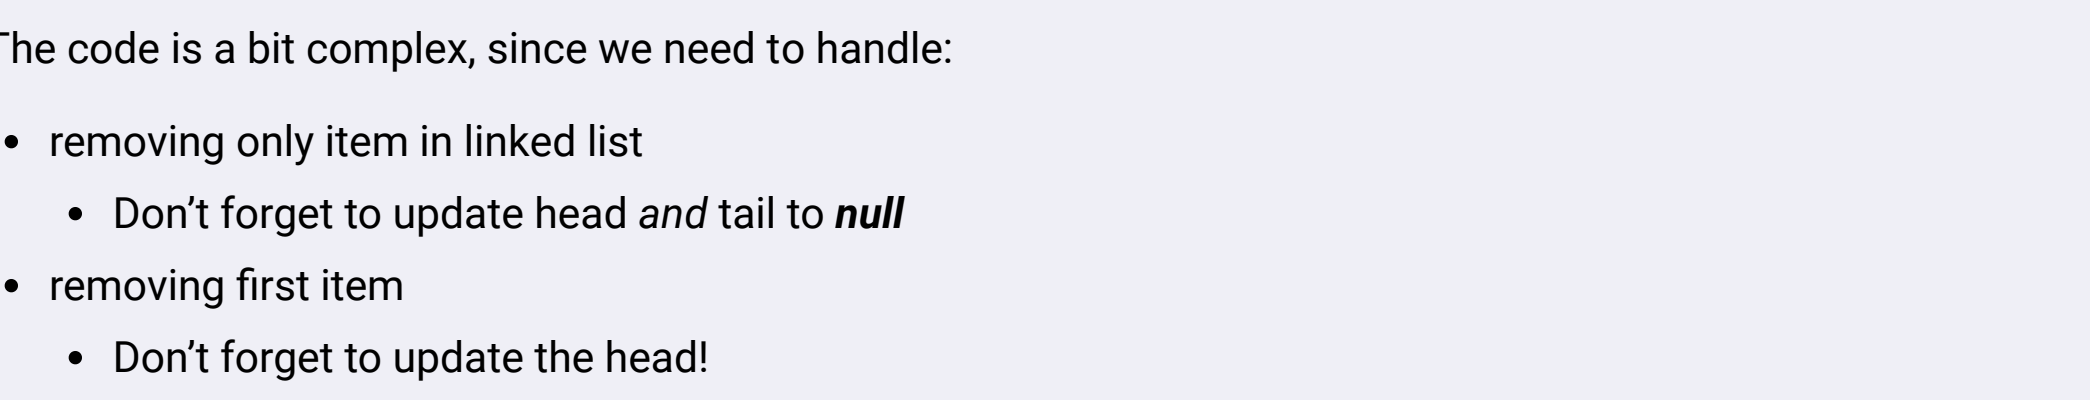 The code is a bit complex, since we need to handle:
• removing only item in linked list
• Don’t forget to update head and tail to null
• removing first item
• Don’t forget to update the head!